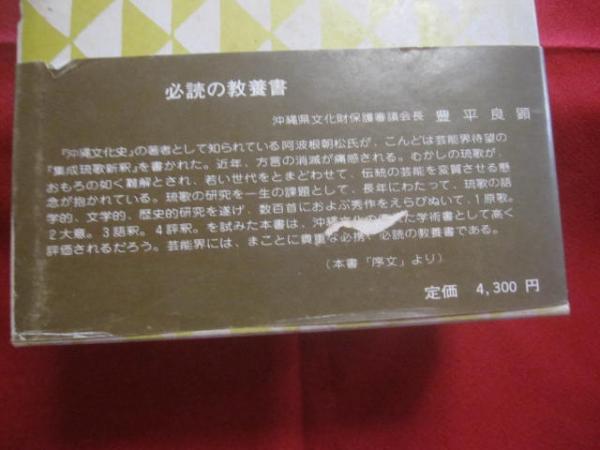 必読の教養書
沖縄県文化財保護審議会長 豊平良顕
『沖縄文化史』の著者として知られている阿波根朝松氏が、こんどは芸能界待望の
『集成琉歌新釈』を書かれた。近年、方言の消滅が痛感される。むかしの琉歌が、
おもろの如く難解とされ、若い世代をとまどわせて、伝統の芸能を変質させる懸
念が抱かれている。琉歌の研究を一生の課題として、長年にわたって、琉歌の語
学的、文学的、歴史的研究を遂げ、数百首におよぶ秀作をえらびぬいて、1原歌。
2大意。3語釈。4評釈。を試みた本書は、沖縄文化の た学術書として高く
評価されるだろう。芸能界には、まことに貴重な必携、必読の教養書である。
(本書「序文」より)
定価 4,300円